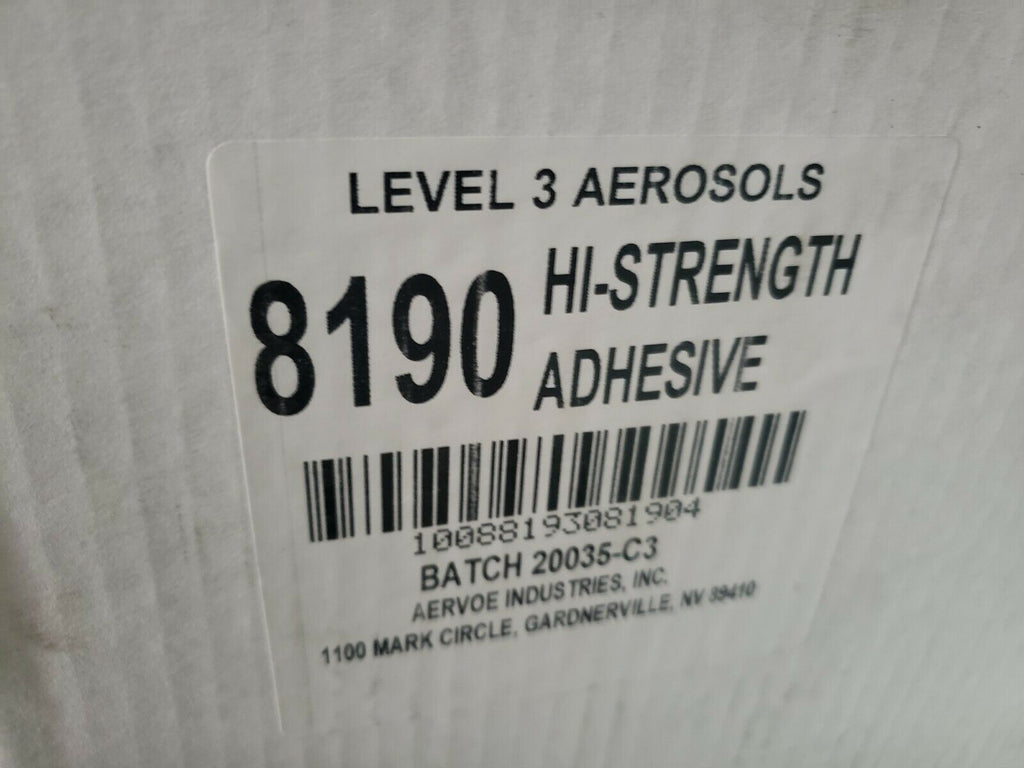 LEVEL 3 AEROSOLS
8190 HI-STRENGTH
ADHESIVE
10088193081904
BATCH 20035-C3
AERVOE INDUSTRIES, INC.
1100 MARK CIRCLE, GARDNERVILLE, NV 89410